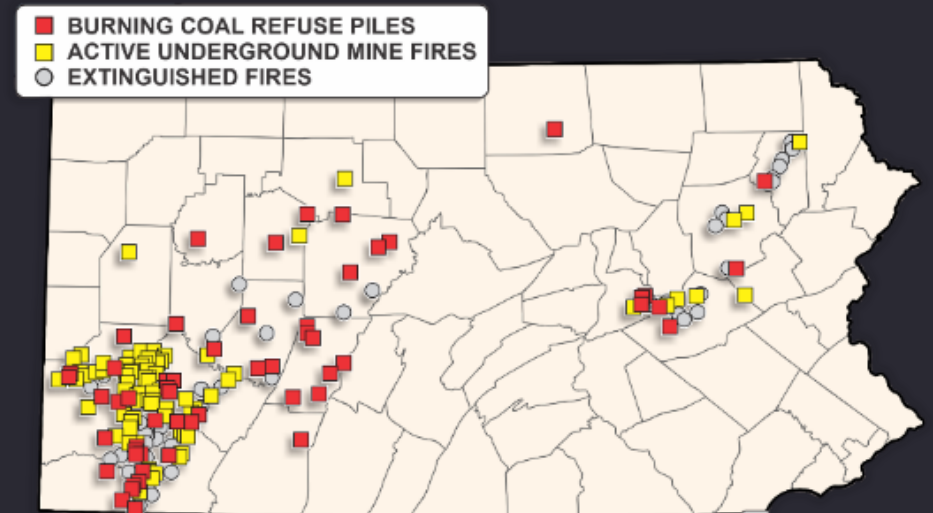 BURNING COAL REFUSE PILES
ACTIVE UNDERGROUND MINE FIRES
EXTINGUISHED FIRES